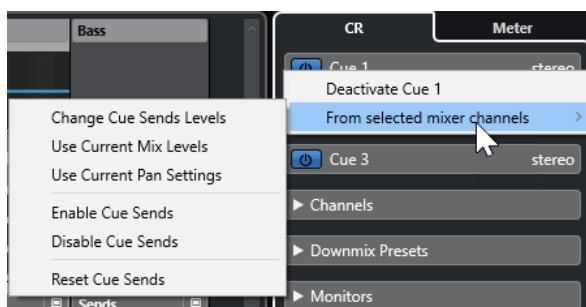 Bass
CR
Meter
Cue 1
stereo
Deactivate Cue 1
From selected mixer channels
Change Cue Sends Levels
Use Current Mix Levels
Use Current Pan Settings
Enable Cue Sends
Disable Cue Sends
Reset Cue Sends
Cue 3
stereo
Channels
Downmix Presets
Monitors
Sends